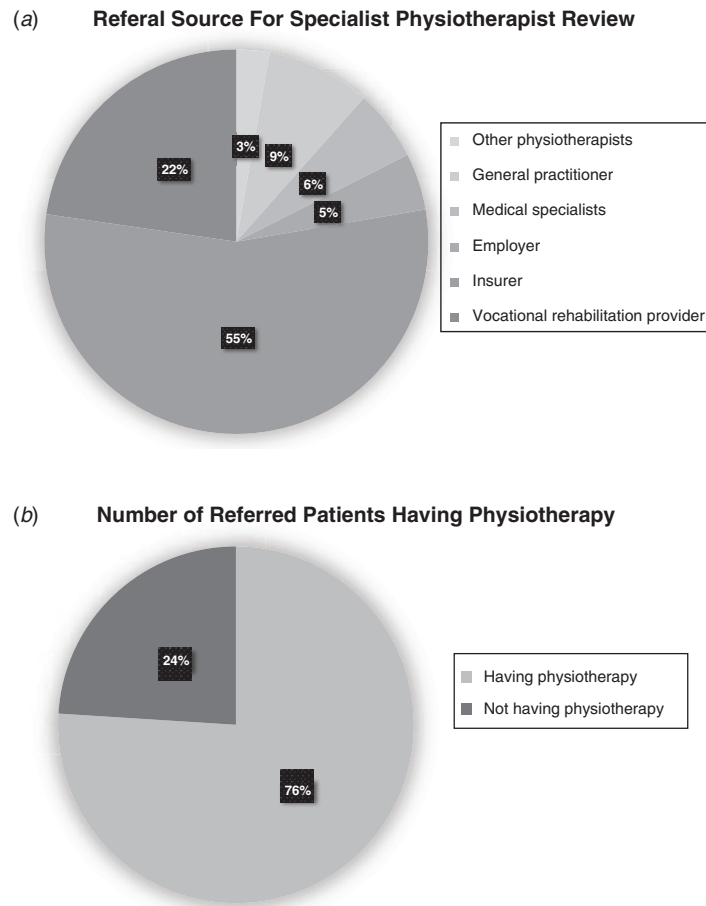 (a) Referal Source For Specialist Physiotherapist Review
3%
9%
22%
6%
5%
55%
Other physiotherapists
General practitioner
Medical specialists
Employer
Insurer
Vocational rehabilitation provider
(b) Number of Referred Patients Having Physiotherapy
24%
76%
Having physiotherapy
Not having physiotherapy